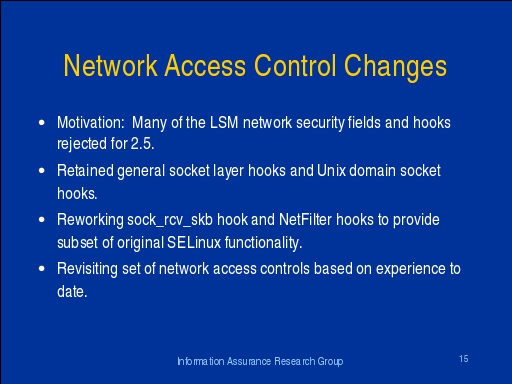 Network Access Control Changes
• Motivation:  Many of the LSM network security fields and hooks
rejected for 2.5.
• Retained general socket layer hooks and Unix domain socket
hooks.
• Reworking sock_rcv_skb hook and NetFilter hooks to provide
subset of original SELinux functionality.
• Revisiting set of network access controls based on experience to
date.
Information Assurance Research Group
15